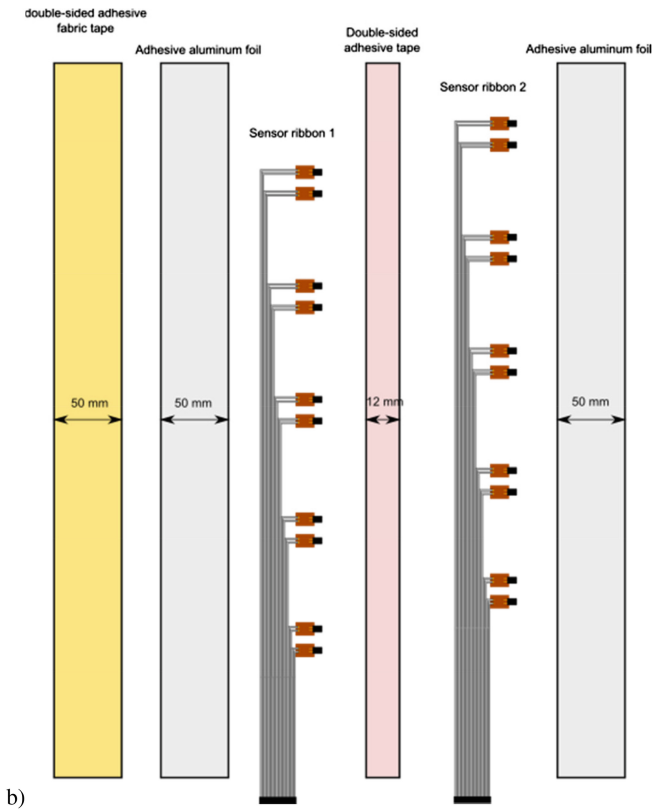 double-sided adhesive
fabric tape
Adhesive aluminum foil
Sensor ribbon 1
Double-sided
adhesive tape
Sensor ribbon 2
Adhesive aluminum foil
50 mm
50 mm
12 mm
50 mm
b)